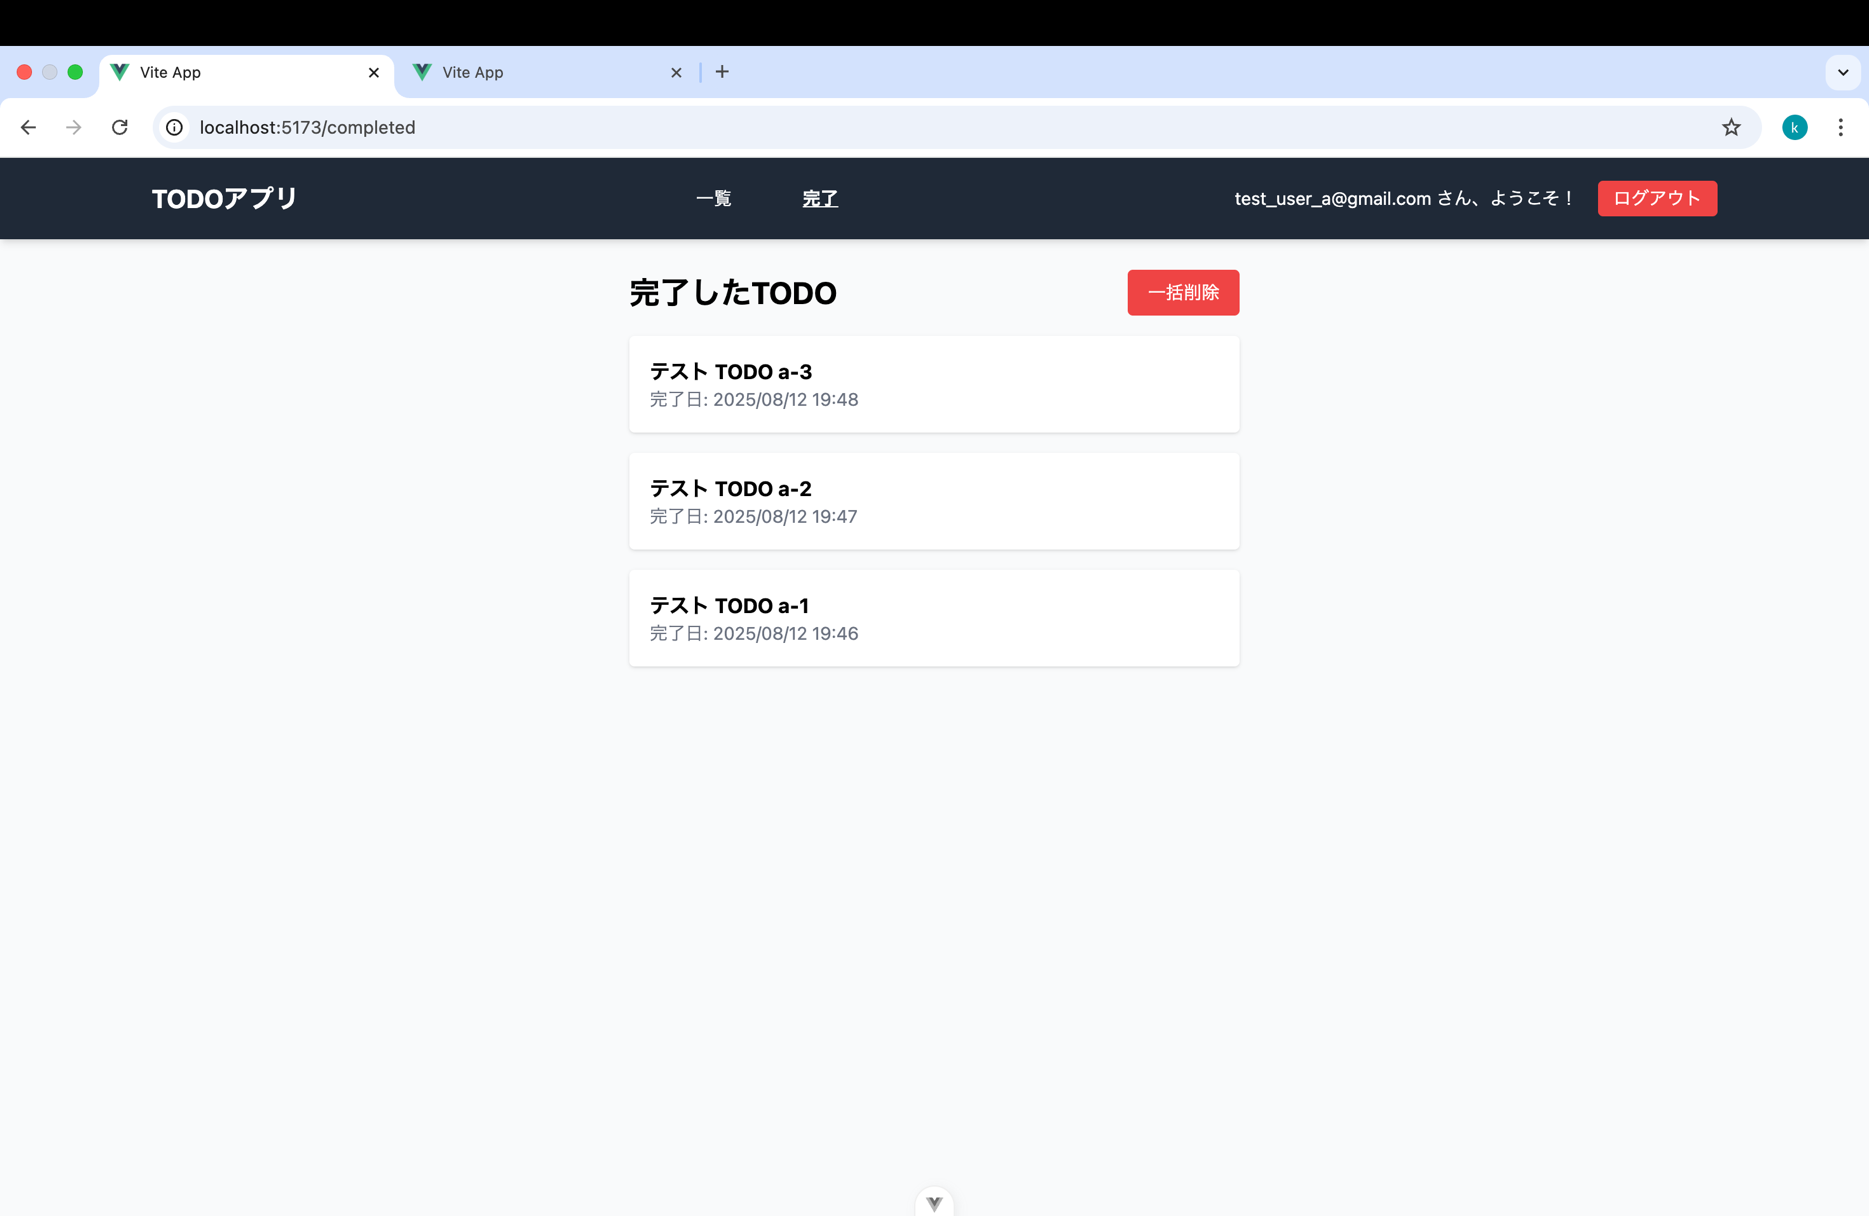 Vite App
Vite App
localhost:5173/completed
k
TODOアプリ
一覧
完了
test_user_a@gmail.com さん、ようこそ！
ログアウト
完了したTODO
一括削除
テスト TODO a-3
完了日: 2025/08/12 19:48
テスト TODO a-2
完了日: 2025/08/12 19:47
テスト TODO a-1
完了日: 2025/08/12 19:46